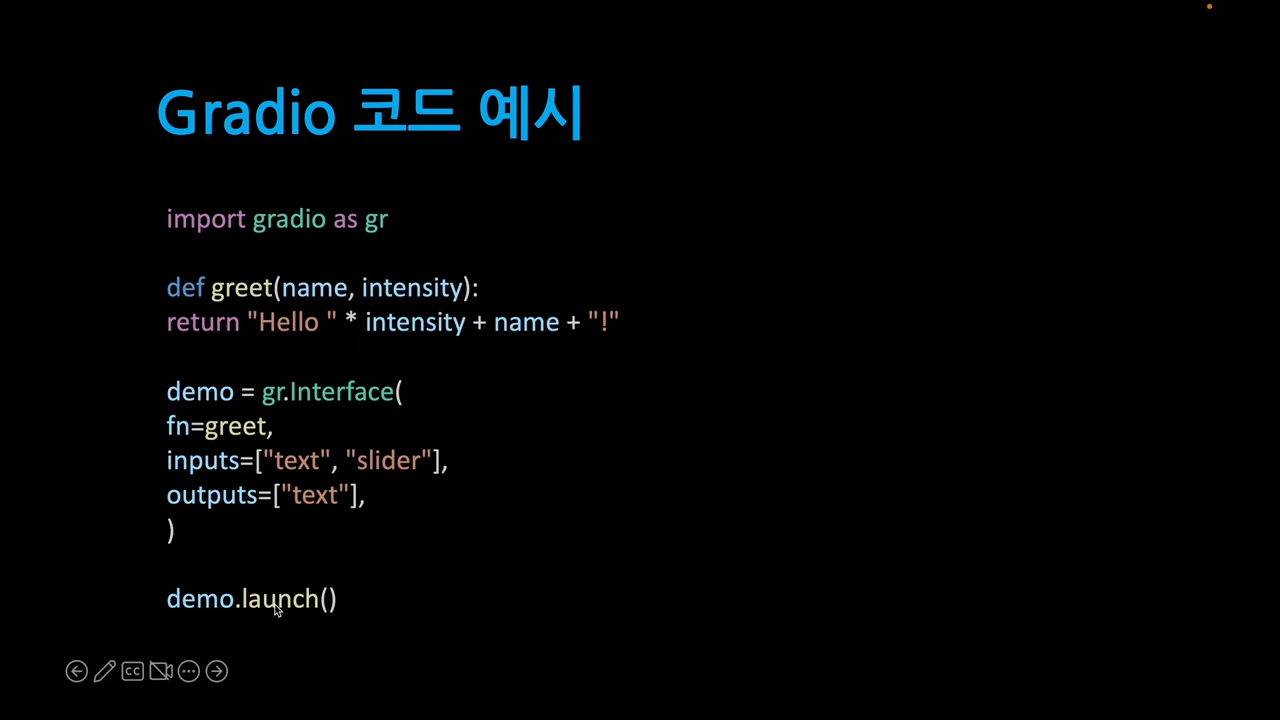 Gradio 코드 예시
import gradio as gr
def greet(name, intensity):
return "Hello " * intensity + name + "!"
demo = gr.Interface(
fn=greet,
inputs=["text", "slider"],
outputs=["text"],
)
demo.launch()
CC